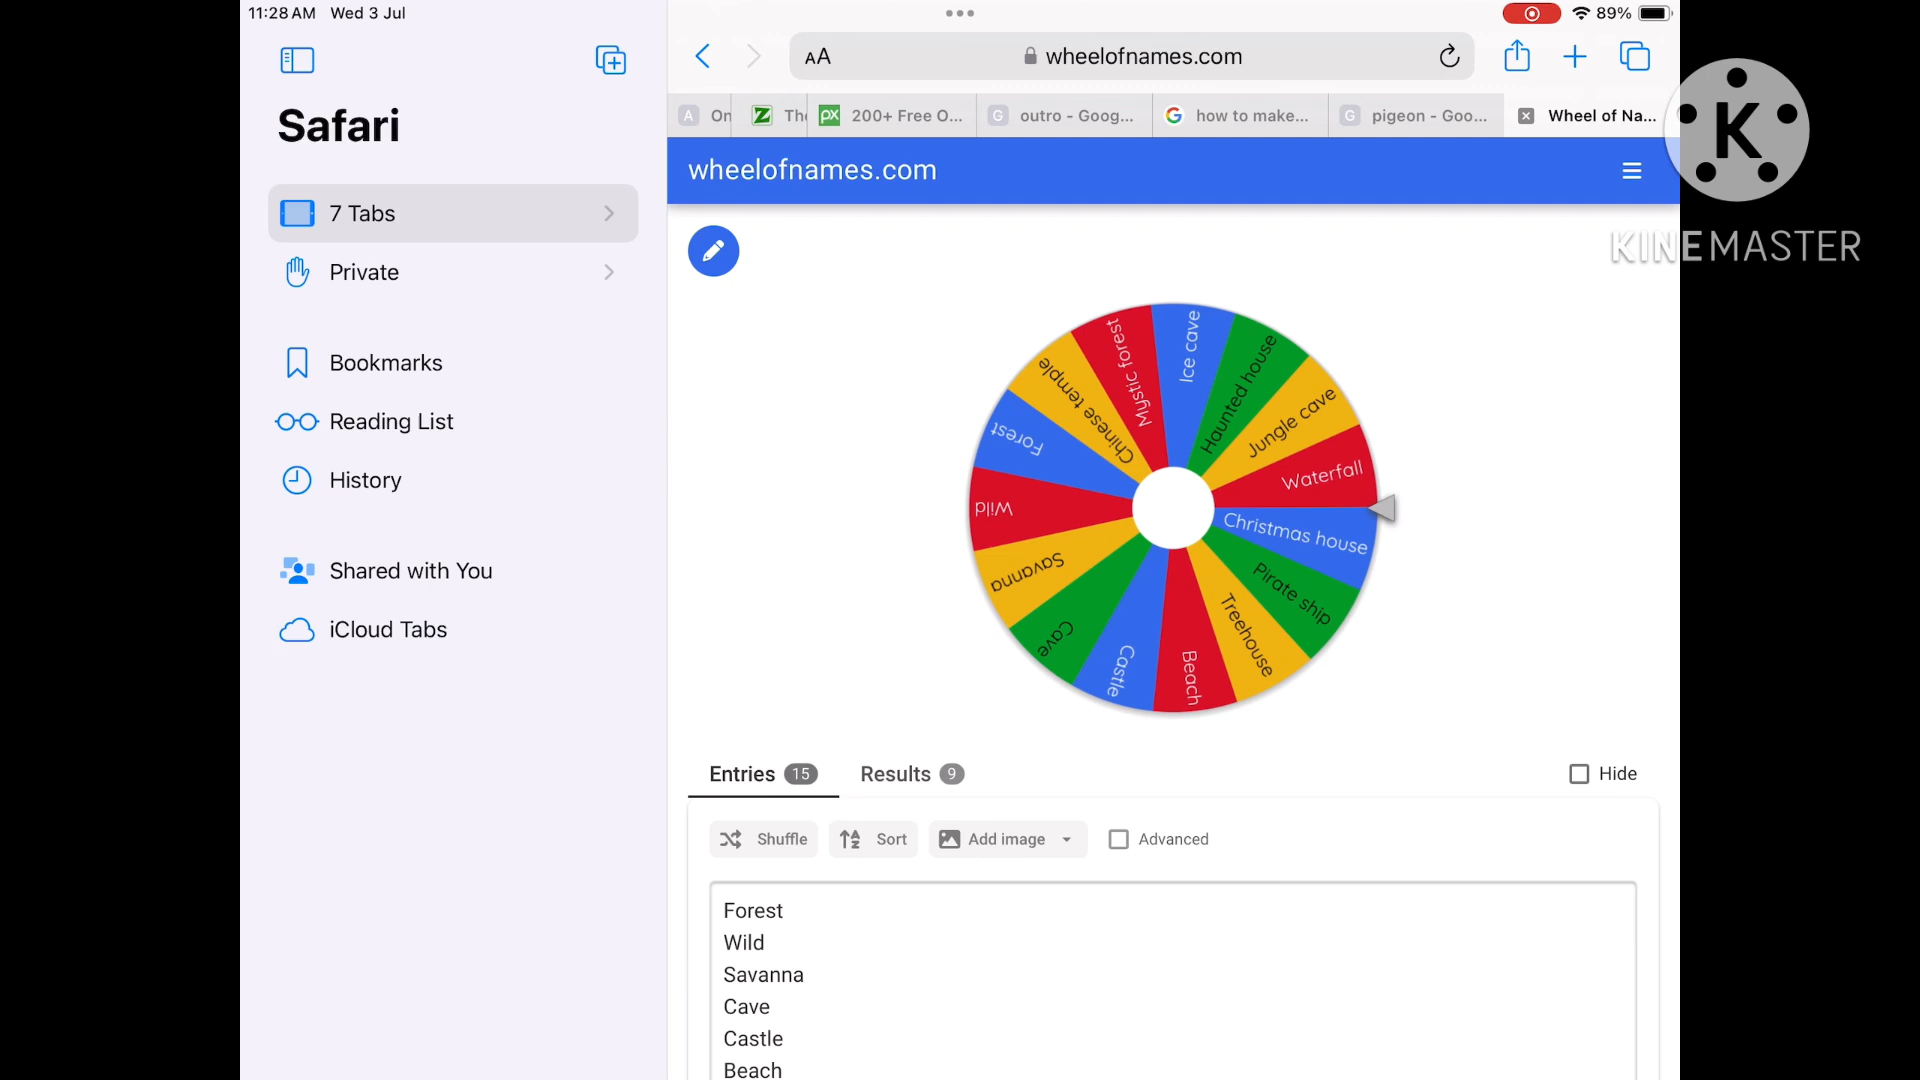 11:28 AM Wed 3 Jul
89%
Safari
7 Tabs
Private
Bookmarks
Reading List
History
Shared with You
iCloud Tabs
AA
wheelofnames.com
A On
Z The
px 200+ Free O...
G outro - Goog...
G how to make...
G pigeon - Goo...
Wheel of Na...
wheelofnames.com
K
KINEMASTER
Ice cave
Haunted house
Jungle cave
Waterfall
Christmas house
Pirate ship
Treehouse
Beach
Castle
Cave
Savanna
Wild
Forest
Chinese temple
Mystic forest
Entries 15
Results 9
Hide
Shuffle
Sort
Add image
Advanced
Forest
Wild
Savanna
Cave
Castle
Beach